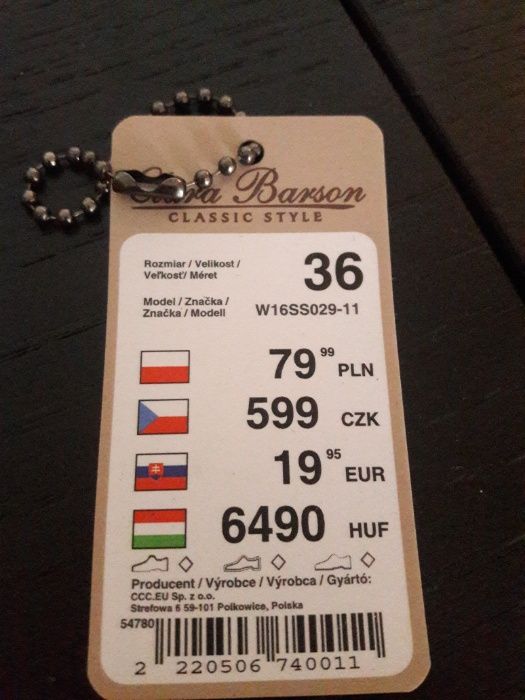 Barson
CLASSIC STYLE
Rozmiar / Velikost /
Veľkosť/ Méret
36
Model / Značka /
Značka / Modell
W16SS029-11
79 99 PLN
599 CZK
19 95 EUR
6490 HUF
Producent / Výrobce / Výrobca / Gyártó:
CCC.EU Sp. z o.o.
Strefowa 6 59-101 Polkowice, Polska
54780
2 220506 740011